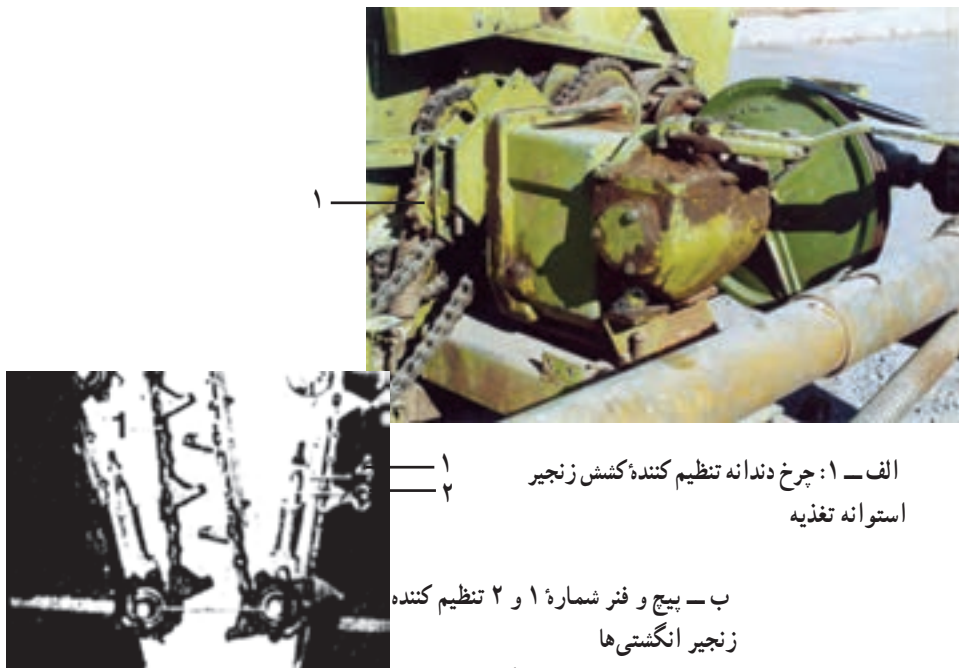 ۱
۱
۱
۲
الف ــ ۱: چرخ دندانه تنظیم کنندهٔ کشش زنجیر
استوانه تغذیه
ب ــ پیچ و فنر شمارهٔ ۱ و ۲ تنظیم کننده
زنجیر انگشتی‌ها